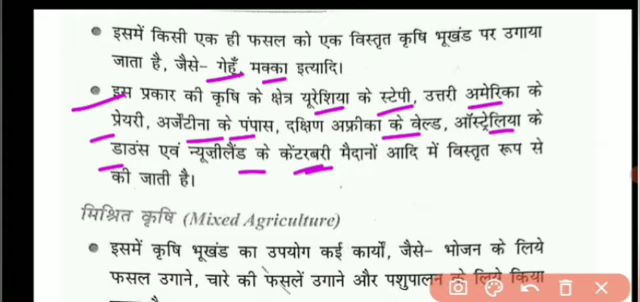 इसमें किसी एक ही फसल को एक विस्तृत कृषि भूखंड पर उगाया
जाता है, जैसे- गेहूँ, मक्का इत्यादि।
इस प्रकार की कृषि के क्षेत्र यूरेशिया के स्टेपी, उत्तरी अमेरिका के
प्रेयरी, अर्जेंटीना के पंपास, दक्षिण अफ्रीका के वेल्ड, ऑस्ट्रेलिया के
डाउंस एवं न्यूजीलैंड के केंटरबरी मैदानों आदि में विस्तृत रूप से
की जाती है।
मिश्रित कृषि (Mixed Agriculture)
इसमें कृषि भूखंड का उपयोग कई कार्यों, जैसे- भोजन के लिये
फसल उगाने, चारे की फसलें उगाने और पशुपालन के लिये किया